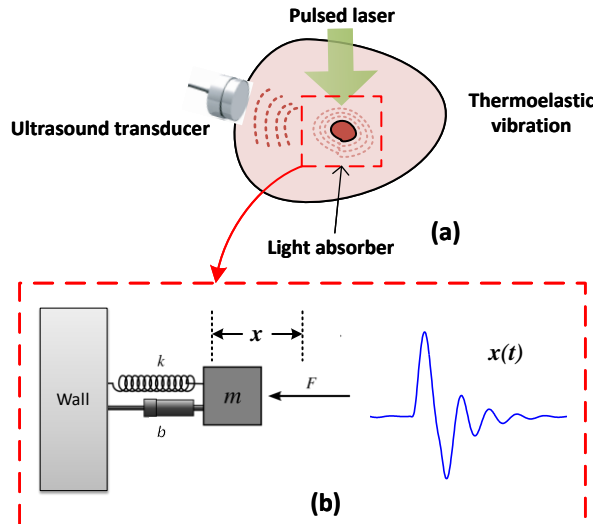 Pulsed laser
Ultrasound transducer
Thermoelastic
vibration
Light absorber
(a)
x
k
Wall
m
F
b
x(t)
(b)